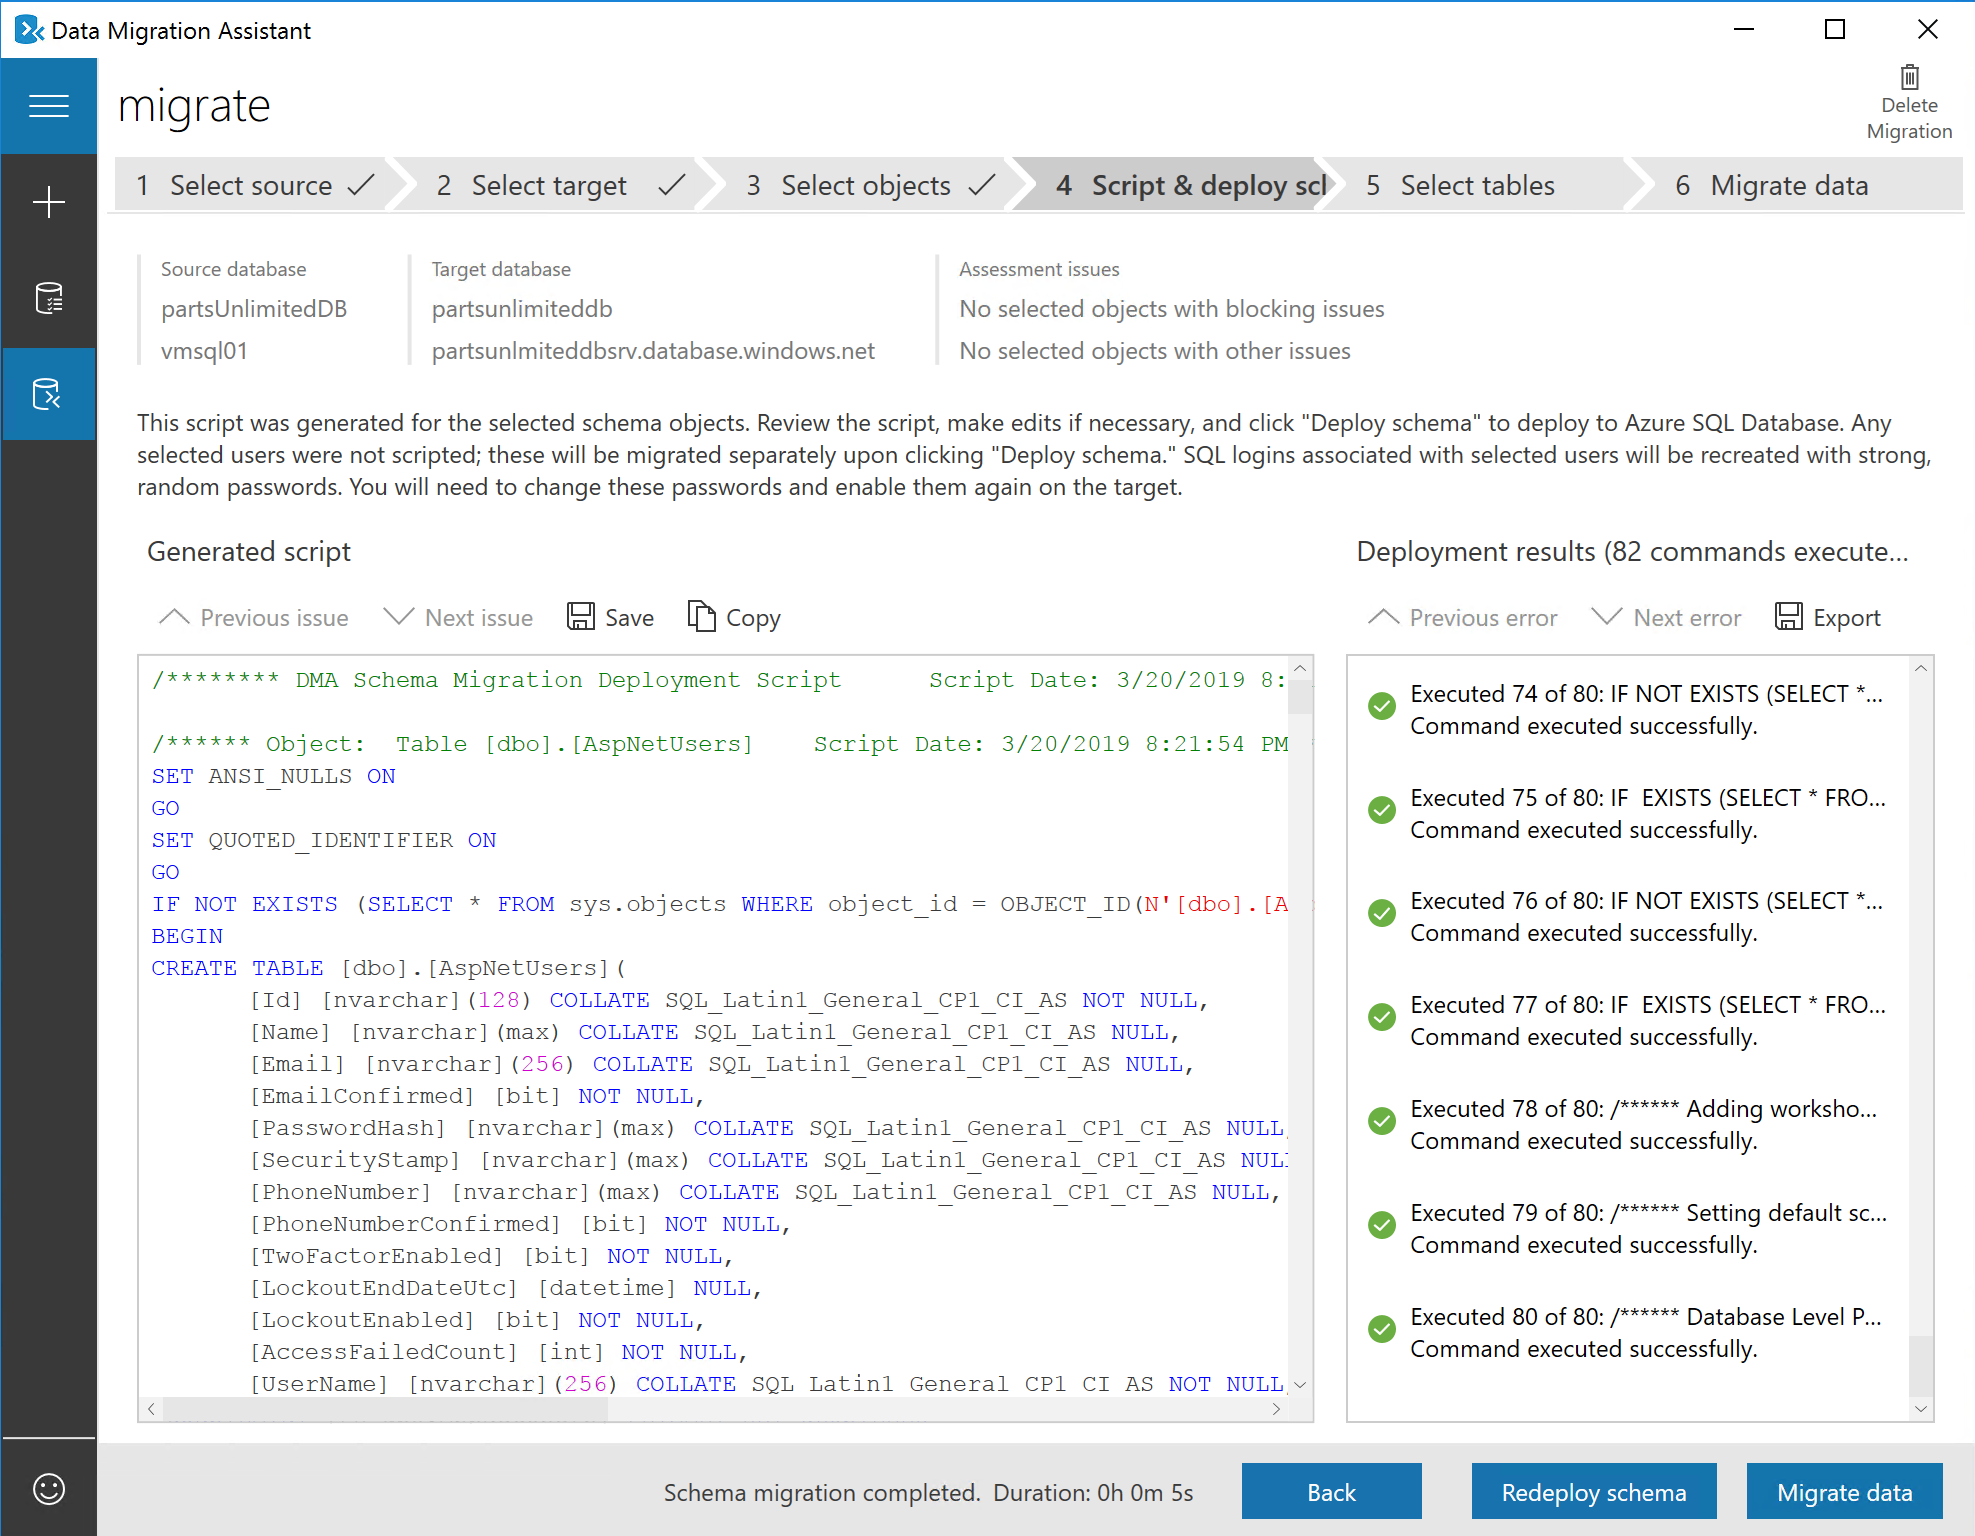 Data Migration Assistant
migrate
Delete
Migration
1 Select source
2 Select target
3 Select objects
4 Script & deploy scl
5 Select tables
6 Migrate data
Source database
partsUnlimitedDB
vmsql01
Target database
partsunlimiteddb
partsunlmiteddbsrv.database.windows.net
Assessment issues
No selected objects with blocking issues
No selected objects with other issues
This script was generated for the selected schema objects. Review the script, make edits if necessary, and click "Deploy schema" to deploy to Azure SQL Database. Any
selected users were not scripted; these will be migrated separately upon clicking "Deploy schema." SQL logins associated with selected users will be recreated with strong,
random passwords. You will need to change these passwords and enable them again on the target.
Generated script
Previous issue
Next issue
Save
Copy
/******** DMA Schema Migration Deployment Script      Script Date: 3/20/2019 8:
/****** Object:  Table [dbo].[AspNetUsers]    Script Date: 3/20/2019 8:21:54 PM
SET ANSI_NULLS ON
GO
SET QUOTED_IDENTIFIER ON
GO
IF NOT EXISTS (SELECT * FROM sys.objects WHERE object_id = OBJECT_ID(N'[dbo].[A
BEGIN
CREATE TABLE [dbo].[AspNetUsers](
[Id] [nvarchar](128) COLLATE SQL_Latin1_General_CP1_CI_AS NOT NULL,
[Name] [nvarchar](max) COLLATE SQL_Latin1_General_CP1_CI_AS NULL,
[Email] [nvarchar](256) COLLATE SQL_Latin1_General_CP1_CI_AS NULL,
[EmailConfirmed] [bit] NOT NULL,
[PasswordHash] [nvarchar](max) COLLATE SQL_Latin1_General_CP1_CI_AS NULL,
[SecurityStamp] [nvarchar](max) COLLATE SQL_Latin1_General_CP1_CI_AS NUL
[PhoneNumber] [nvarchar](max) COLLATE SQL_Latin1_General_CP1_CI_AS NULL,
[PhoneNumberConfirmed] [bit] NOT NULL,
[TwoFactorEnabled] [bit] NOT NULL,
[LockoutEndDateUtc] [datetime] NULL,
[LockoutEnabled] [bit] NOT NULL,
[AccessFailedCount] [int] NOT NULL,
[UserName] [nvarchar](256) COLLATE SQL_Latin1_General_CP1_CI_AS NOT NULL
Deployment results (82 commands execute...
Previous error
Next error
Export
Executed 74 of 80: IF NOT EXISTS (SELECT *...
Command executed successfully.
Executed 75 of 80: IF  EXISTS (SELECT * FRO...
Command executed successfully.
Executed 76 of 80: IF NOT EXISTS (SELECT *...
Command executed successfully.
Executed 77 of 80: IF  EXISTS (SELECT * FRO...
Command executed successfully.
Executed 78 of 80: /****** Adding worksho...
Command executed successfully.
Executed 79 of 80: /****** Setting default sc...
Command executed successfully.
Executed 80 of 80: /****** Database Level P...
Command executed successfully.
Schema migration completed.  Duration: 0h 0m 5s
Back
Redeploy schema
Migrate data